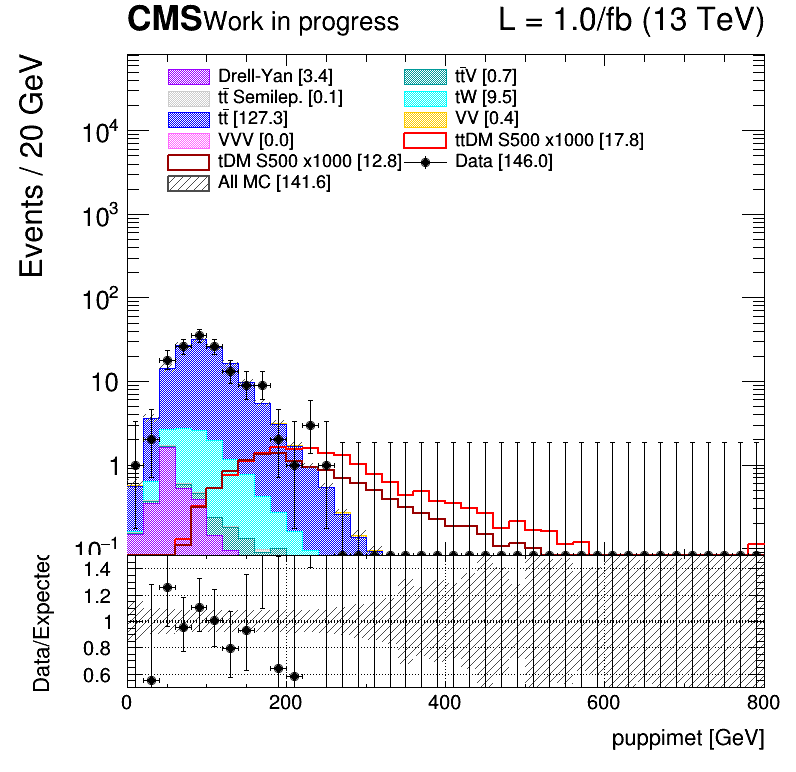 CMS Work in progress L = 1.0/fb (13 TeV)
Events / 20 GeV
Drell-Yan [3.4] tt̄V [0.7]
tt̄ Semilep. [0.1] tW [9.5]
tt̄ [127.3] VV [0.4]
VVV [0.0] ttDM S500 x1000 [17.8]
tDM S500 x1000 [12.8] Data [146.0]
All MC [141.6]
10⁴
10³
10²
10
1
10⁻¹
Data/Expected
1.4
1.2
1
0.8
0.6
0 200 400 600 800
puppimet [GeV]